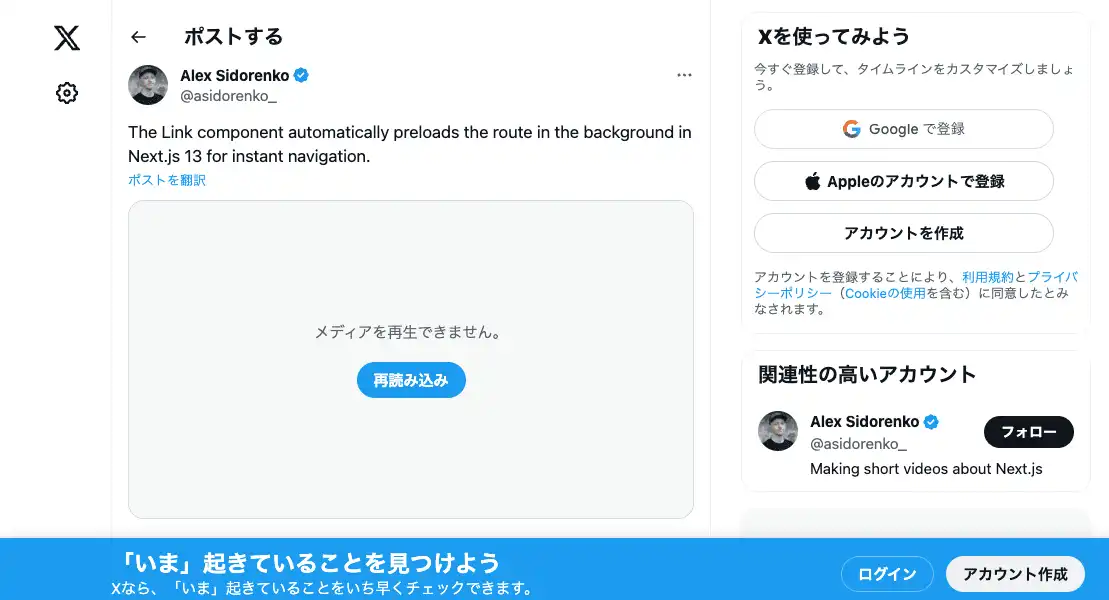 ポストする
Alex Sidorenko
@asidorenko_
The Link component automatically preloads the route in the background in
Next.js 13 for instant navigation.
ポストを翻訳
メディアを再生できません。
再読み込み
Xを使ってみよう
今すぐ登録して、タイムラインをカスタマイズしましょ
う。
Google で登録
Appleのアカウントで登録
アカウントを作成
アカウントを登録することにより、利用規約とプライバ
シーポリシー（Cookieの使用を含む）に同意したとみ
なされます。
関連性の高いアカウント
Alex Sidorenko
@asidorenko_
フォロー
Making short videos about Next.js
「いま」起きていることを見つけよう
Xなら、「いま」起きていることをいち早くチェックできます。
ログイン
アカウント作成